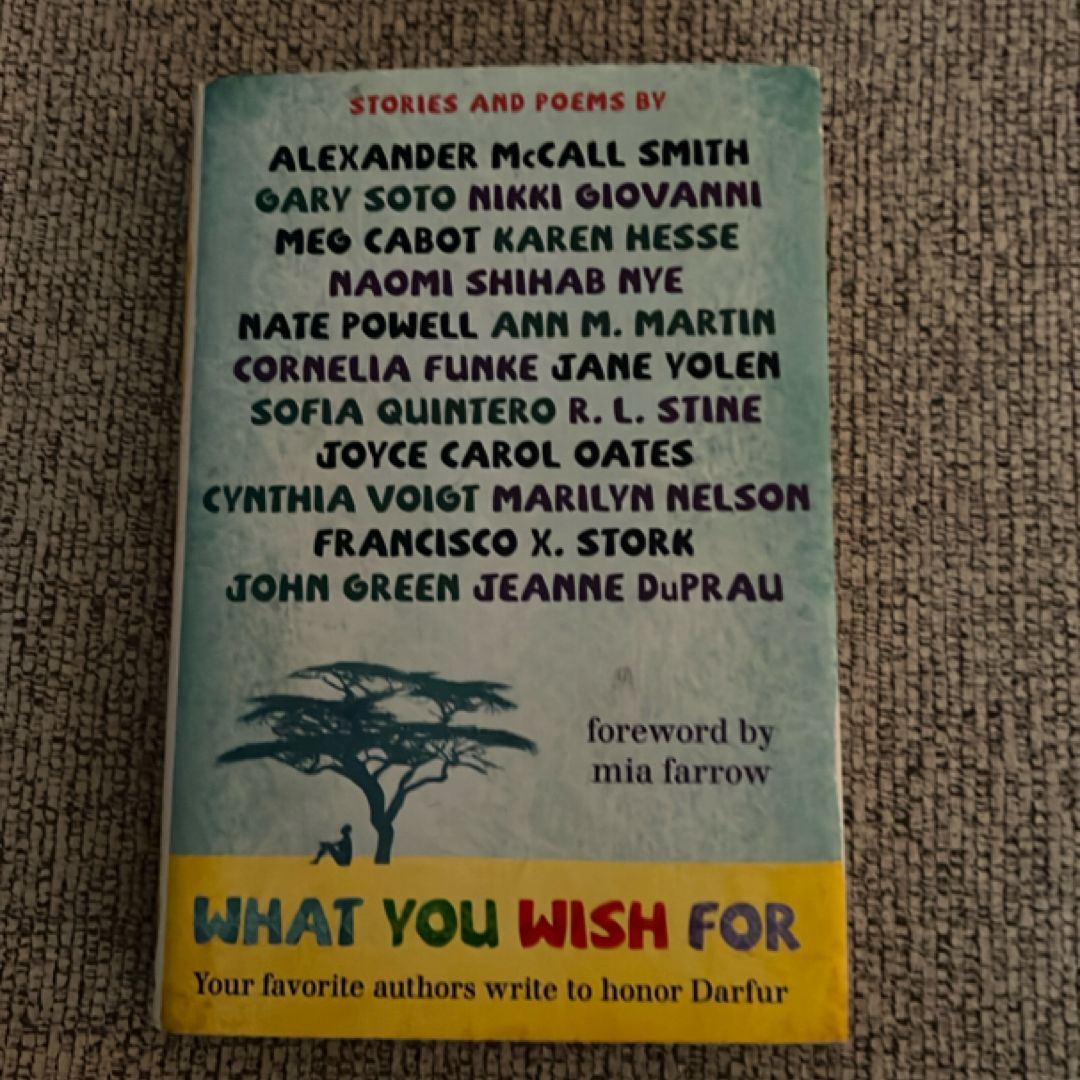 STORIES AND POEMS BY
ALEXANDER McCALL SMITH
GARY SOTO NIKKI GIOVANNI
MEG CABOT KAREN HESSE
NAOMI SHIHAB NYE
NATE POWELL ANN M. MARTIN
CORNELIA FUNKE JANE YOLEN
SOFIA QUINTERO R. L. STINE
JOYCE CAROL OATES
CYNTHIA VOIGT MARILYN NELSON
FRANCISCO X. STORK
JOHN GREEN JEANNE DuPRAU
foreword by
mia farrow
WHAT YOU WISH FOR
Your favorite authors write to honor Darfur